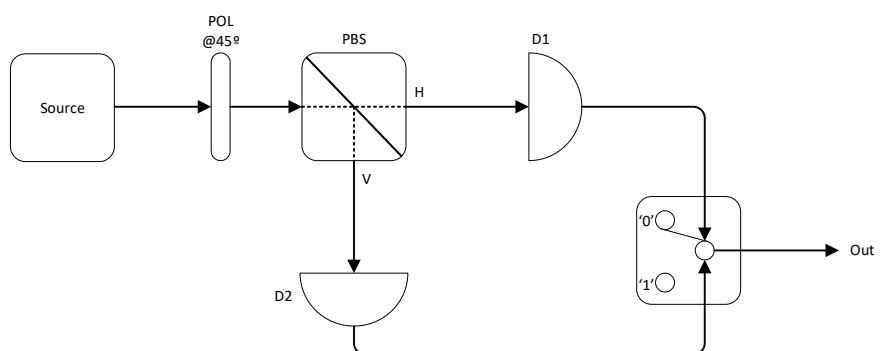 POL
@45º
PBS
D1
Source
H
V
D2
‘0’
‘1’
Out